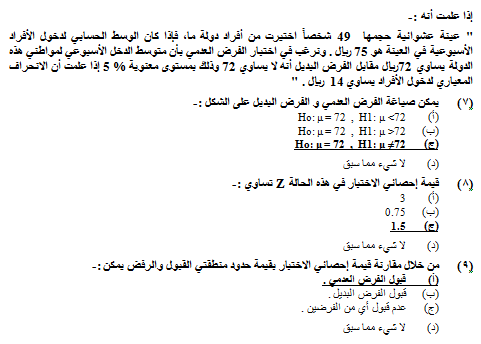 إذا علمت أنه :-
" عينة عشوائية حجمها 49 شخصاً اختيرت من أفراد دولة ما، فإذا كان الوسط الحسابي لدخول الأفراد
الأسبوعية في العينة هو 75 ريال . ونرغب في اختبار الفرض العدمي بأن متوسط الدخل الأسبوعي لمواطني هذه
الدولة يساوي 72ريال مقابل الفرض البديل أنه لا يساوي 72 وذلك بمستوى معنوية % 5 إذا علمت أن الانحراف
المعياري لدخول الأفراد يساوي 14 ريال . "
(٧) يمكن صياغة الفرض العدمي و الفرض البديل على الشكل :-
(أ) Ho: μ = 72 , H1: μ <72
(ب) Ho: μ = 72 , H1: μ >72
(ج) Ho: μ = 72 , H1: μ ≠72
(د) لا شيء مما سبق
(٨) قيمة إحصائي الاختبار في هذه الحالة Z تساوي :-
(أ) 3
(ب) 0.75
(ج) 1.5
(د) لا شيء مما سبق
(٩) من خلال مقارنة قيمة إحصائي الاختبار بقيمة حدود منطقتي القبول والرفض يمكن :-
(أ) قبول الفرض العدمي .
(ب) قبول الفرض البديل .
(ج) عدم قبول أي من الفرضين .
(د) لا شيء مما سبق